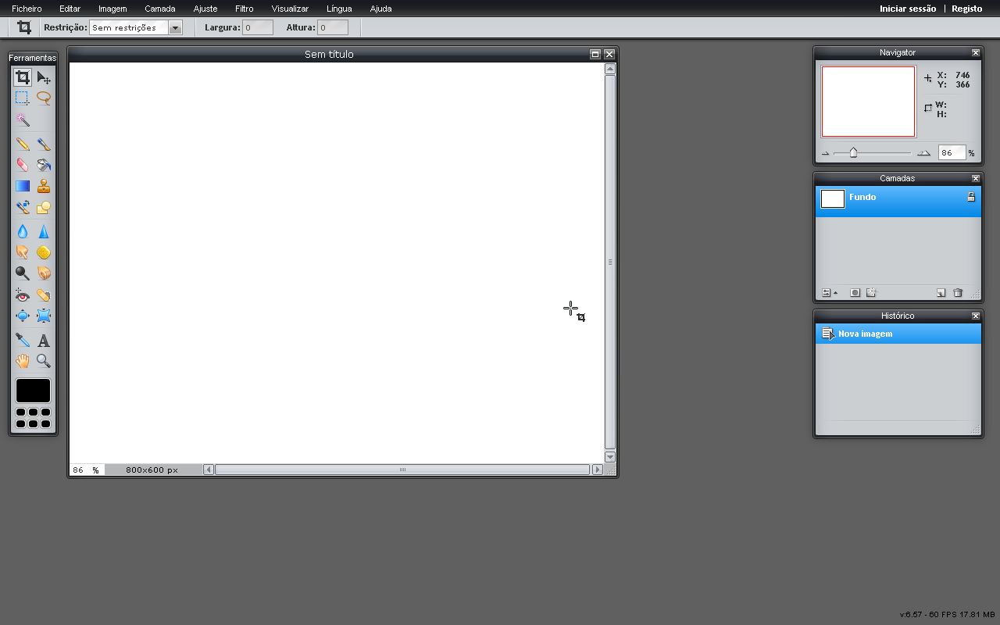 Ficheiro Editar Imagem Camada Ajuste Filtro Visualizar Língua Ajuda Iniciar sessão | Registo
Restrição: Sem restrições Largura: 0 Altura: 0
Ferramentas
Sem título
86 % 800x600 px
Navigator
X: 746
Y: 366
W:
H:
86 %
Camadas
Fundo
Histórico
Nova imagem
v:6.57 - 60 FPS 17.81 MB